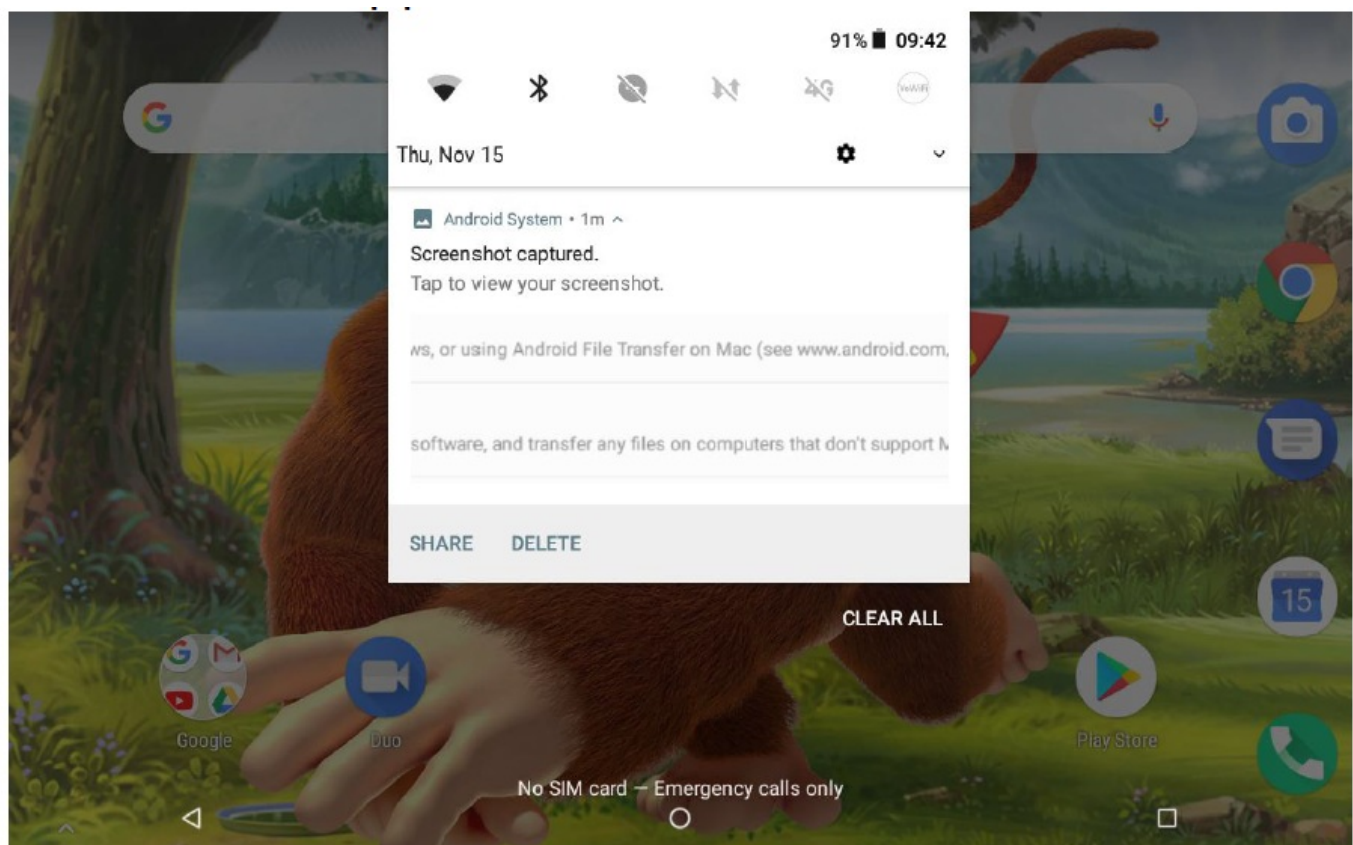 91% 09:42
4G
VoWiFi
Thu, Nov 15
Android System • 1m
Screenshot captured.
Tap to view your screenshot.
ws, or using Android File Transfer on Mac (see www.android.com,
software, and transfer any files on computers that don't support M
SHARE DELETE
15
CLEAR ALL
Google Duo Play Store
No SIM card — Emergency calls only